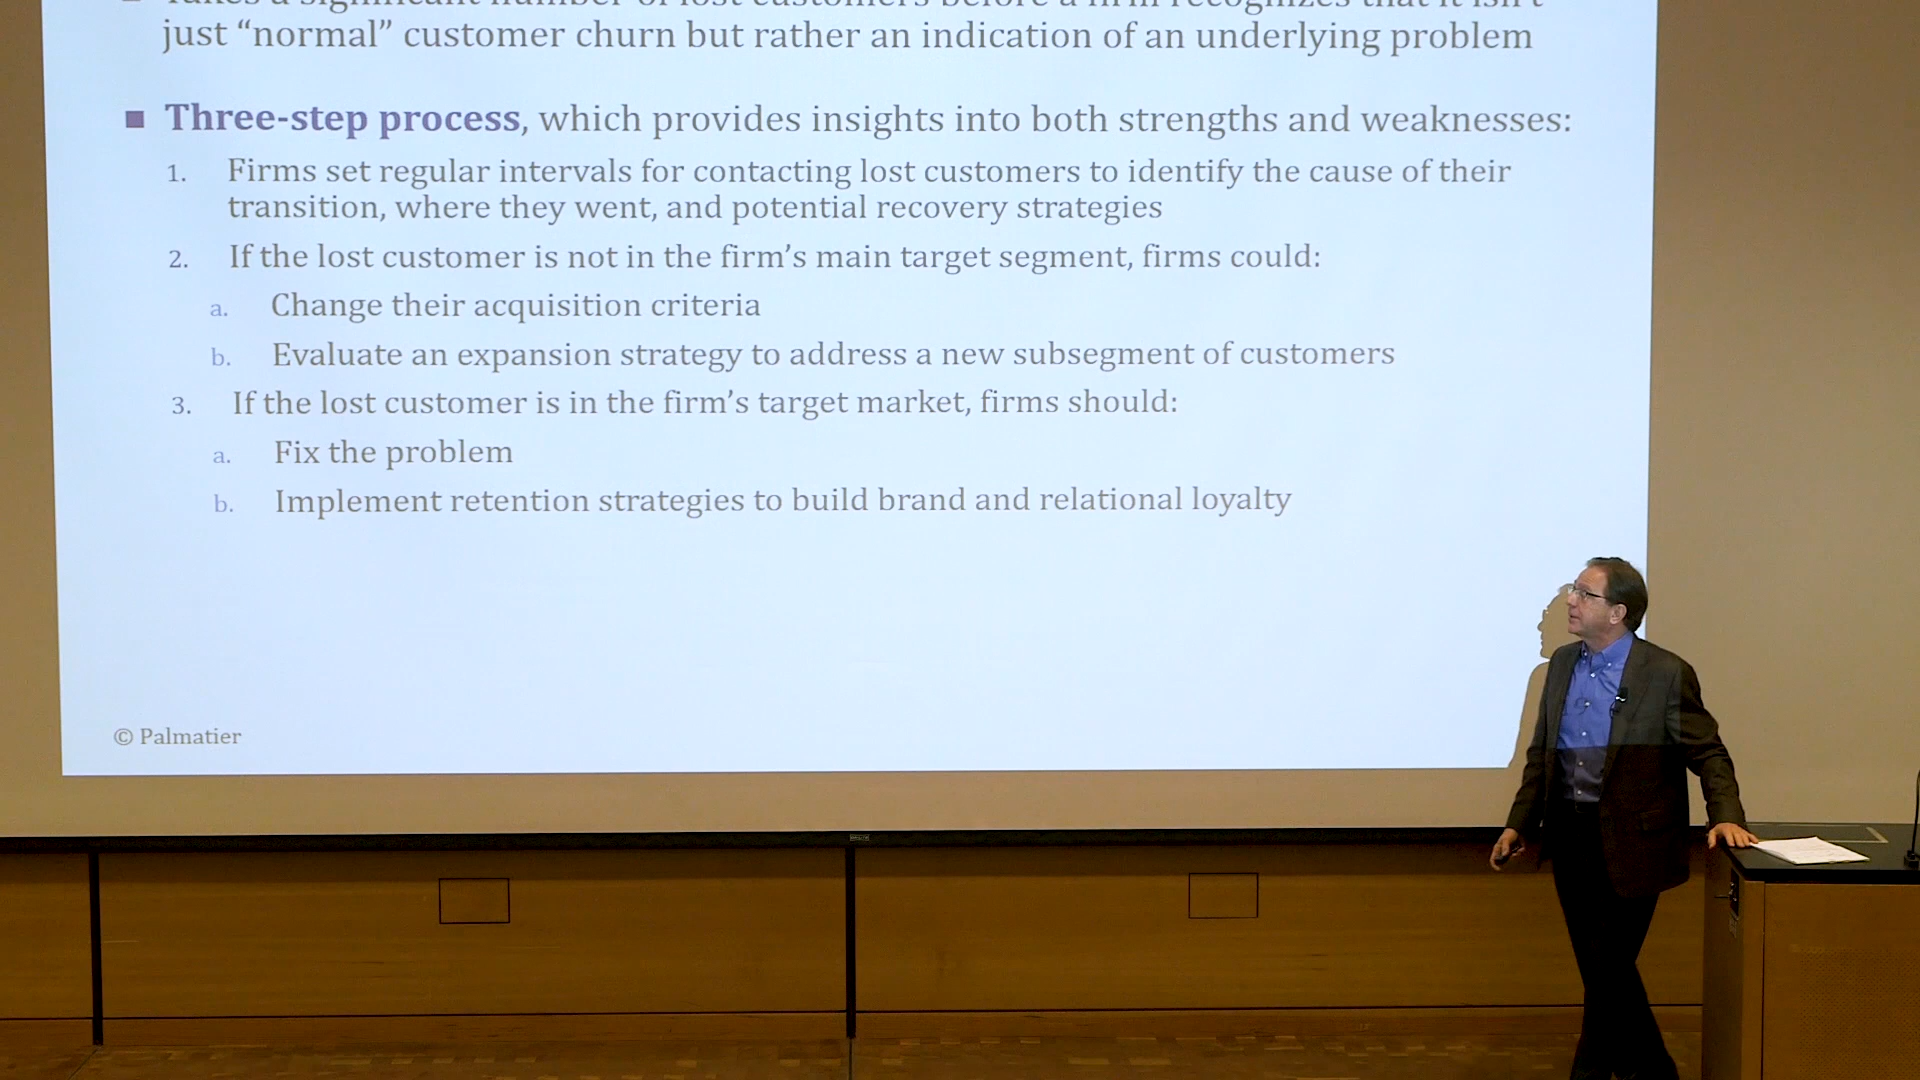 Takes a significant number of lost customers before a firm recognizes that it isn't
just “normal” customer churn but rather an indication of an underlying problem
■ Three-step process, which provides insights into both strengths and weaknesses:
1. Firms set regular intervals for contacting lost customers to identify the cause of their
transition, where they went, and potential recovery strategies
2. If the lost customer is not in the firm’s main target segment, firms could:
a. Change their acquisition criteria
b. Evaluate an expansion strategy to address a new subsegment of customers
3. If the lost customer is in the firm’s target market, firms should:
a. Fix the problem
b. Implement retention strategies to build brand and relational loyalty
© Palmatier